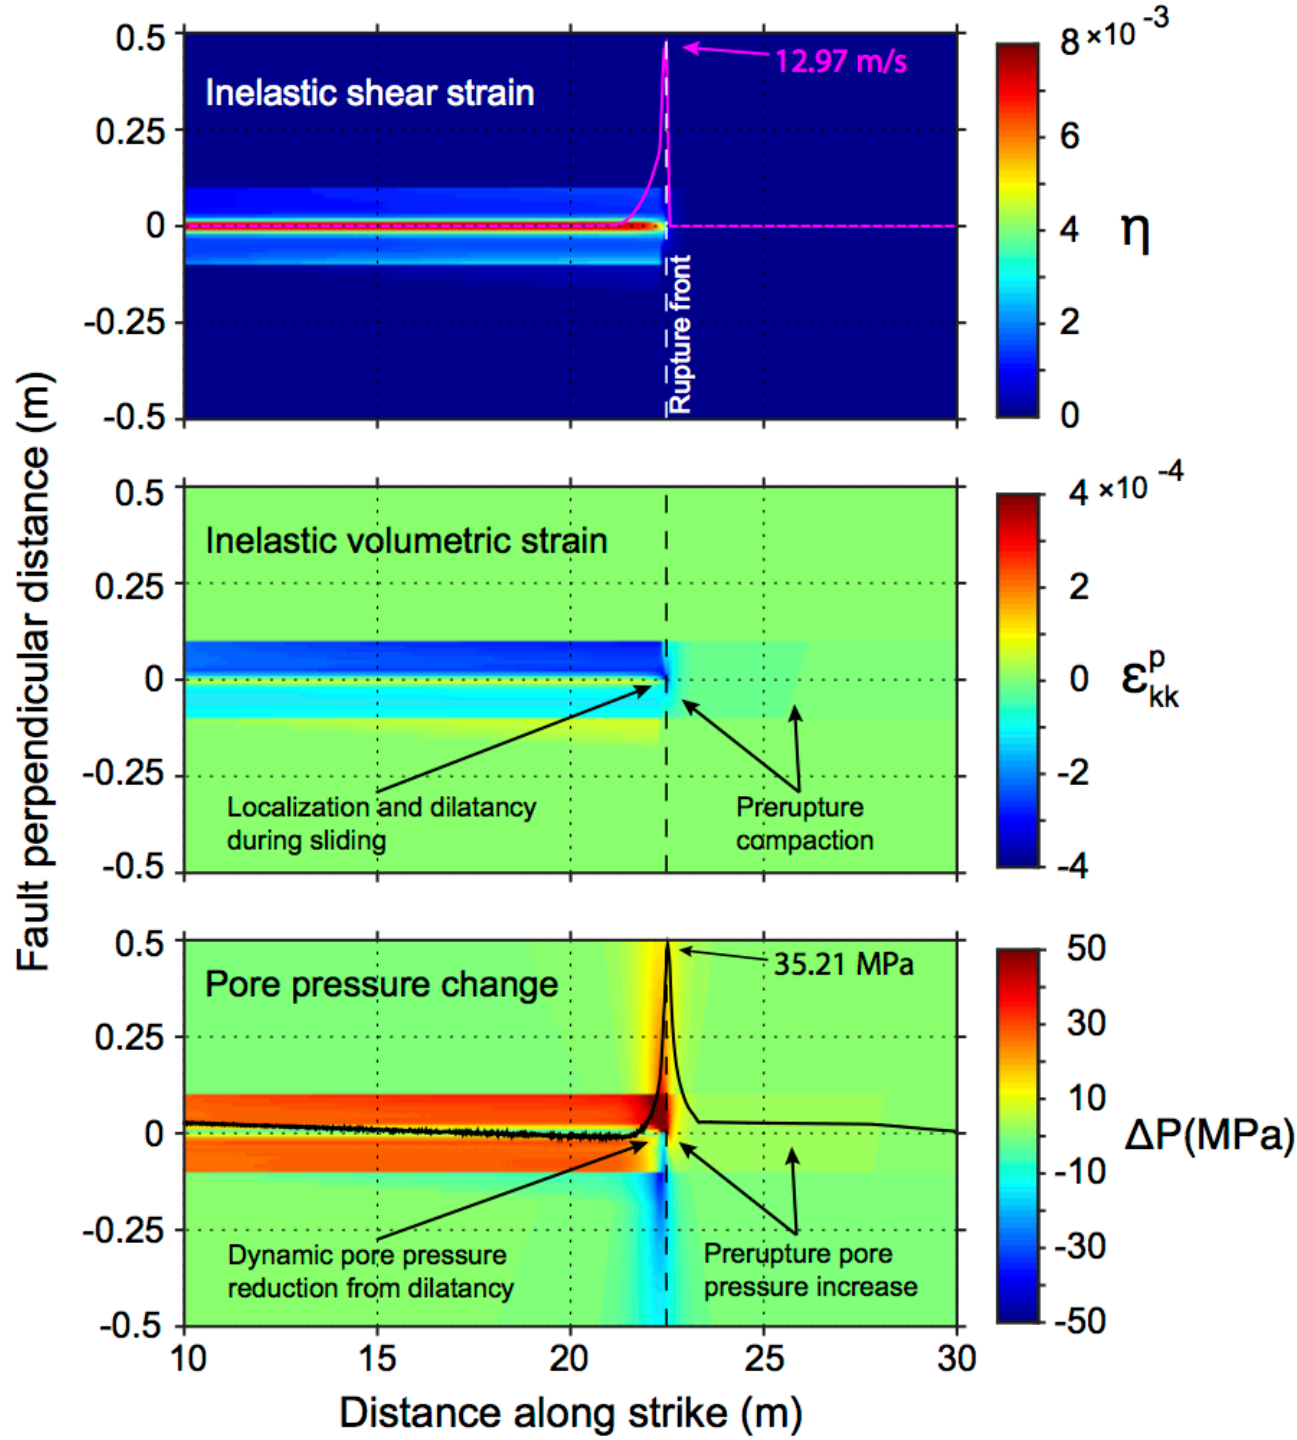 Fault perpendicular distance (m)
0.5
0.25
0
-0.25
-0.5
Inelastic shear strain
12.97 m/s
Rupture front
8 ×10 -3
6
4
2
0
η
0.5
0.25
0
-0.25
-0.5
Inelastic volumetric strain
Localization and dilatancy
during sliding
Prerupture
compaction
4 ×10 -4
2
0
-2
-4
ε p kk
0.5
0.25
0
-0.25
-0.5
Pore pressure change
35.21 MPa
Dynamic pore pressure
reduction from dilatancy
Prerupture pore
pressure increase
50
30
10
-10
-30
-50
ΔP(MPa)
10 15 20 25 30
Distance along strike (m)